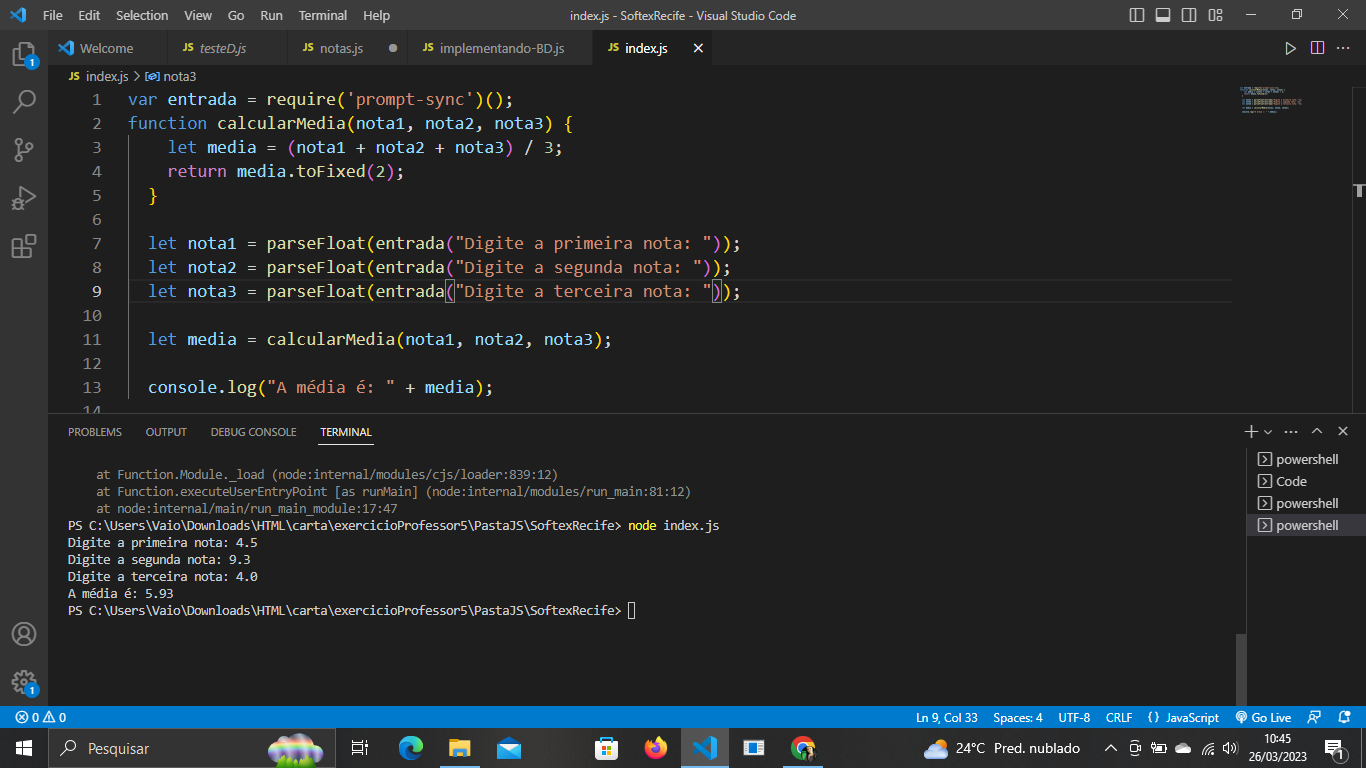 File Edit Selection View Go Run Terminal Help index.js - SoftexRecife - Visual Studio Code
Welcome JS testeD.js JS notas.js JS implementando-BD.js JS index.js
JS index.js > nota3
1 var entrada = require('prompt-sync')();
2 function calcularMedia(nota1, nota2, nota3) {
3 let media = (nota1 + nota2 + nota3) / 3;
4 return media.toFixed(2);
5 }
6
7 let nota1 = parseFloat(entrada("Digite a primeira nota: "));
8 let nota2 = parseFloat(entrada("Digite a segunda nota: "));
9 let nota3 = parseFloat(entrada("Digite a terceira nota: "));
10
11 let media = calcularMedia(nota1, nota2, nota3);
12
13 console.log("A média é: " + media);
14
PROBLEMS OUTPUT DEBUG CONSOLE TERMINAL
at Function.Module._load (node:internal/modules/cjs/loader:839:12)
at Function.executeUserEntryPoint [as runMain] (node:internal/modules/run_main:81:12)
at node:internal/main/run_main_module:17:47
PS C:\Users\Vaio\Downloads\HTML\carta\exercicioProfessor5\PastaJS\SoftexRecife> node index.js
Digite a primeira nota: 4.5
Digite a segunda nota: 9.3
Digite a terceira nota: 4.0
A média é: 5.93
PS C:\Users\Vaio\Downloads\HTML\carta\exercicioProfessor5\PastaJS\SoftexRecife>
powershell
Code
powershell
powershell
1
1
0 0 Ln 9, Col 33 Spaces: 4 UTF-8 CRLF {} JavaScript Go Live
Pesquisar 24°C Pred. nublado 10:45
26/03/2023 1